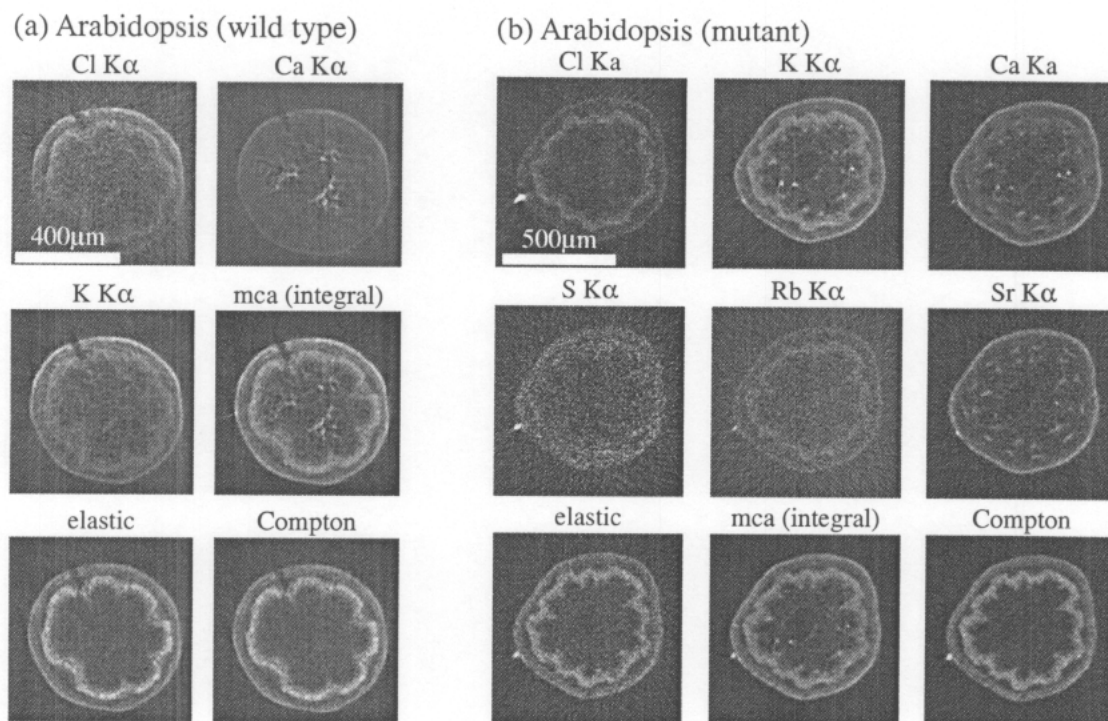 (a) Arabidopsis (wild type)
Cl Kα
Ca Kα
400μm
K Kα
mca (integral)
elastic
Compton
(b) Arabidopsis (mutant)
Cl Ka
K Kα
Ca Ka
500μm
S Kα
Rb Kα
Sr Kα
elastic
mca (integral)
Compton